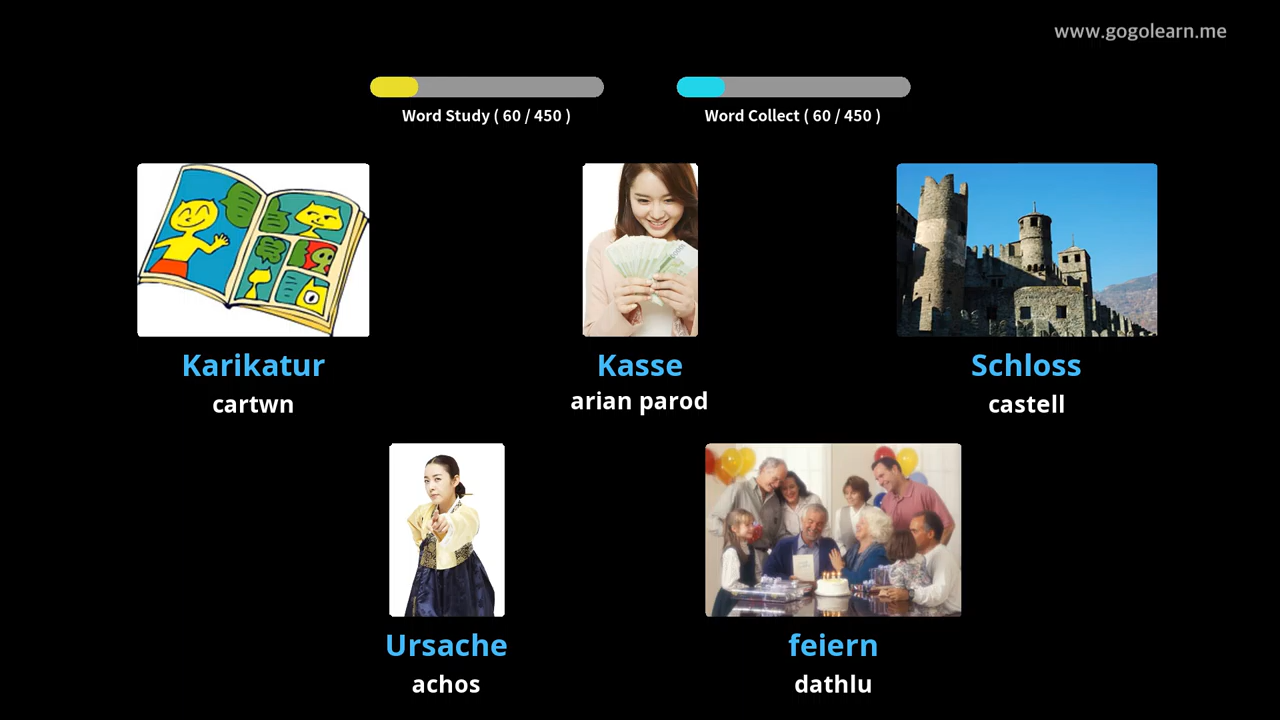 www.gogolearn.me
Word Study ( 60 / 450 )
Word Collect ( 60 / 450 )
Karikatur
cartwn
Kasse
arian parod
Schloss
castell
Ursache
achos
feiern
dathlu